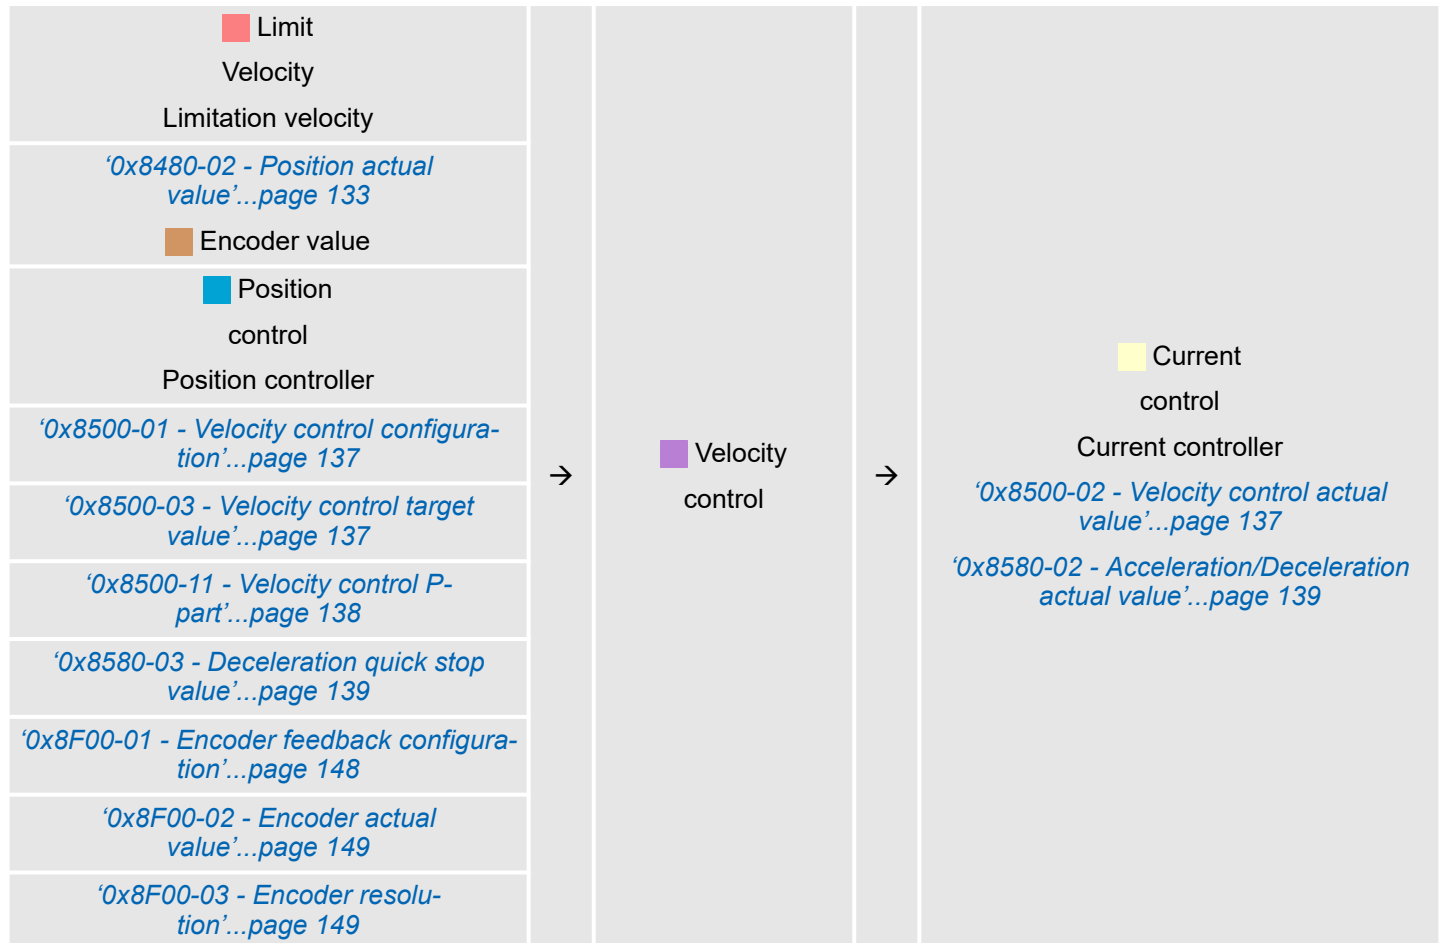 Limit
Velocity
Limitation velocity
‘0x8480-02 - Position actual
value’...page 133
Encoder value
Position
control
Position controller
‘0x8500-01 - Velocity control configura-
tion’...page 137
‘0x8500-03 - Velocity control target
value’...page 137
‘0x8500-11 - Velocity control P-
part’...page 138
‘0x8580-03 - Deceleration quick stop
value’...page 139
‘0x8F00-01 - Encoder feedback configura-
tion’...page 148
‘0x8F00-02 - Encoder actual
value’...page 149
‘0x8F00-03 - Encoder resolu-
tion’...page 149
→
Velocity
control
→
Current
control
Current controller
‘0x8500-02 - Velocity control actual
value’...page 137
‘0x8580-02 - Acceleration/Deceleration
actual value’...page 139